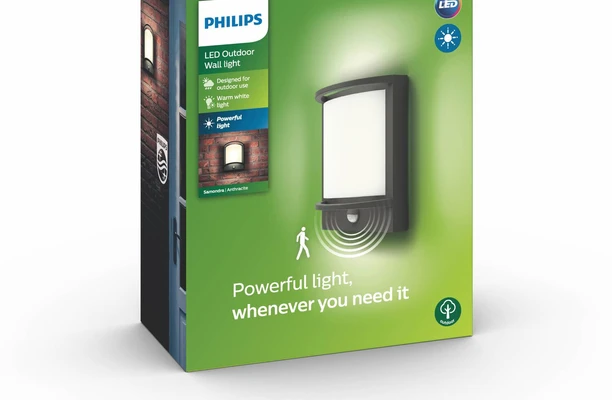 PHILIPS
LED
LED Outdoor
Wall light
Designed for
outdoor use
Warm white
light
Powerful
light
Samondra | Anthracite
Powerful light,
whenever you need it
Outdoor